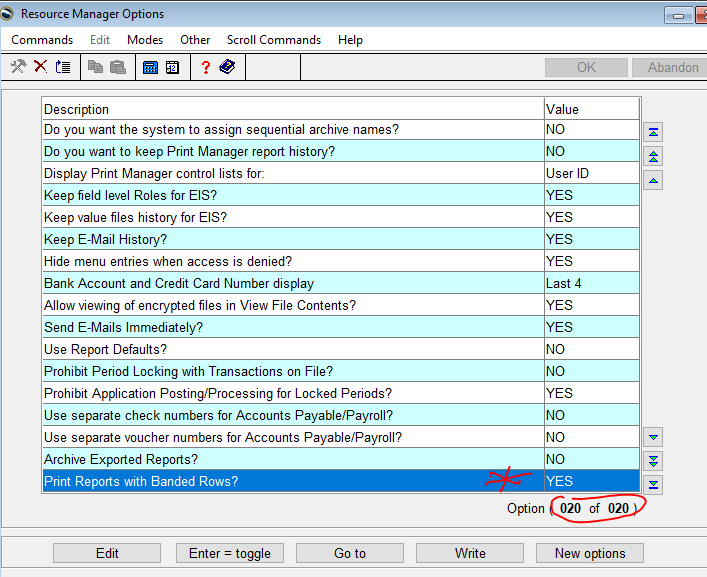 Resource Manager Options
Commands Edit Modes Other Scroll Commands Help
OK Abandon
Description Value
Do you want the system to assign sequential archive names? NO
Do you want to keep Print Manager report history? NO
Display Print Manager control lists for: User ID
Keep field level Roles for EIS? YES
Keep value files history for EIS? YES
Keep E-Mail History? YES
Hide menu entries when access is denied? YES
Bank Account and Credit Card Number display Last 4
Allow viewing of encrypted files in View File Contents? YES
Send E-Mails Immediately? YES
Use Report Defaults? NO
Prohibit Period Locking with Transactions on File? NO
Prohibit Application Posting/Processing for Locked Periods? YES
Use separate check numbers for Accounts Payable/Payroll? NO
Use separate voucher numbers for Accounts Payable/Payroll? NO
Archive Exported Reports? NO
Print Reports with Banded Rows? YES
Option ( 020 of 020 )
Edit Enter = toggle Go to Write New options